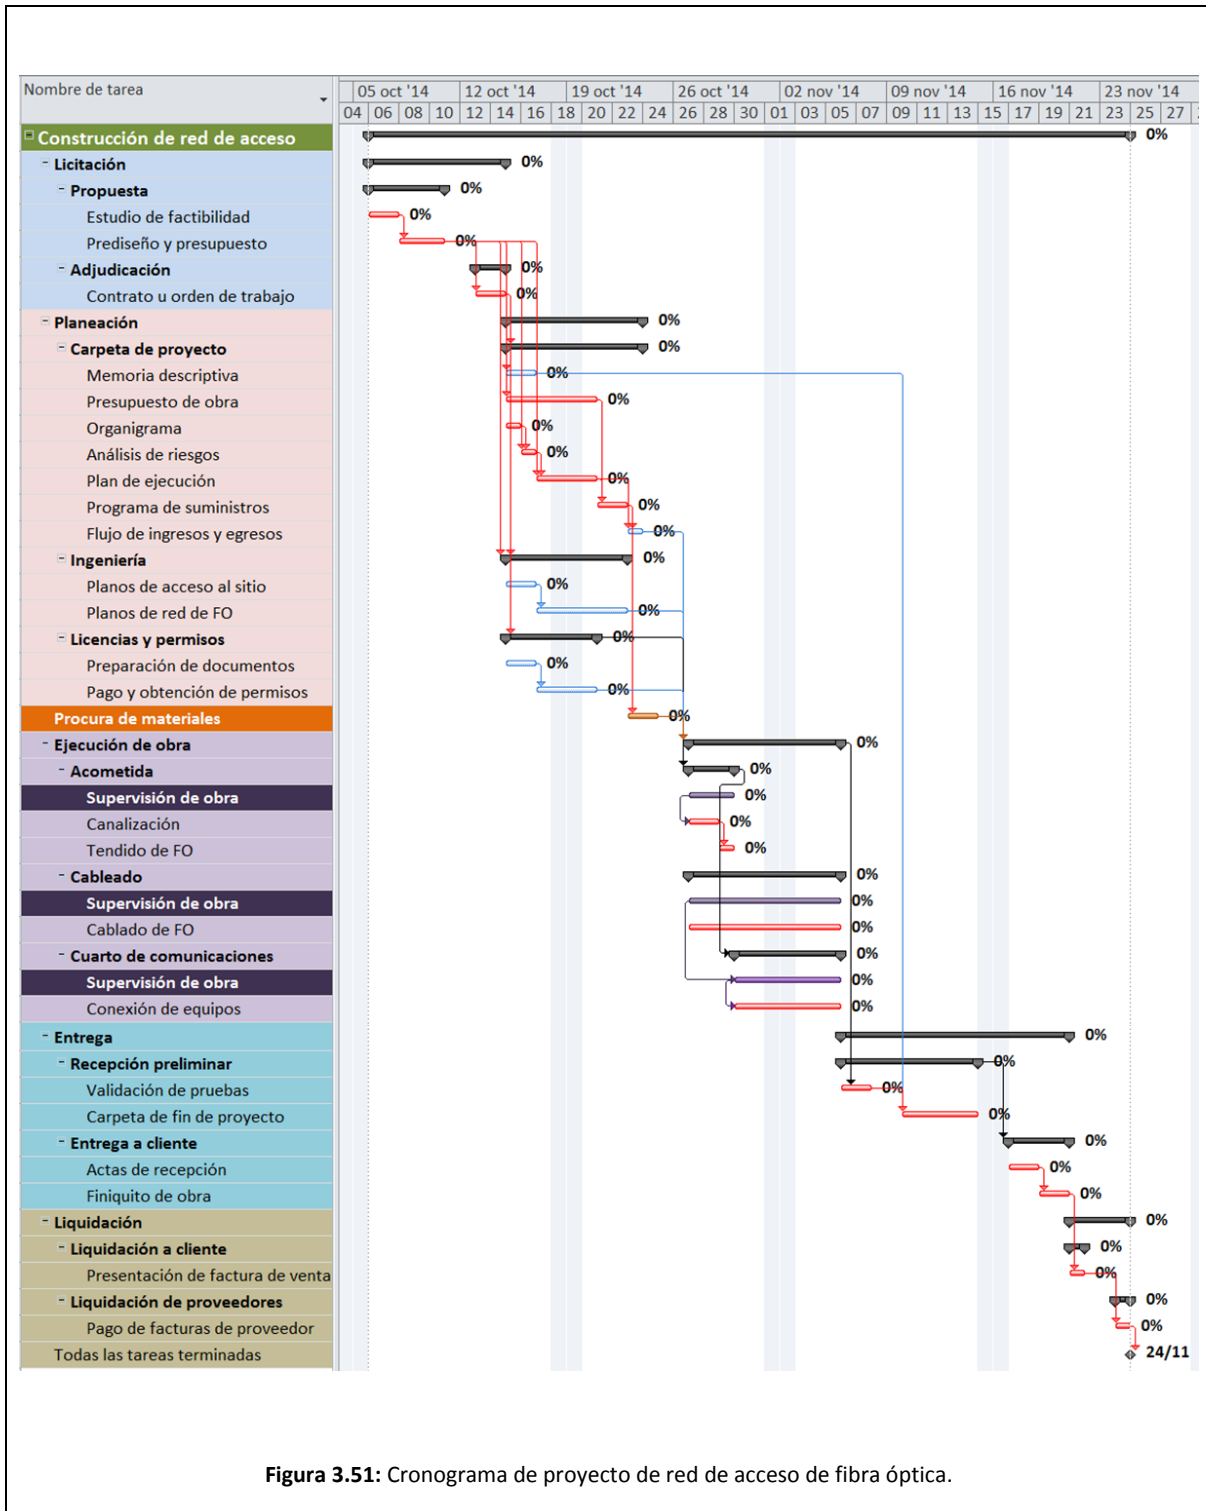 Nombre de tarea
05 oct '14 12 oct '14 19 oct '14 26 oct '14 02 nov '14 09 nov '14 16 nov '14 23 nov '14
04 06 08 10 12 14 16 18 20 22 24 26 28 30 01 03 05 07 09 11 13 15 17 19 21 23 25 27
Construcción de red de acceso 0%
Licitación 0%
Propuesta 0%
Estudio de factibilidad 0%
Prediseño y presupuesto 0%
Adjudicación 0%
Contrato u orden de trabajo 0%
Planeación 0%
Carpeta de proyecto 0%
Memoria descriptiva 0%
Presupuesto de obra 0%
Organigrama 0%
Análisis de riesgos 0%
Plan de ejecución 0%
Programa de suministros 0%
Flujo de ingresos y egresos 0%
Ingeniería 0%
Planos de acceso al sitio 0%
Planos de red de FO 0%
Licencias y permisos 0%
Preparación de documentos 0%
Pago y obtención de permisos 0%
Procura de materiales 0%
Ejecución de obra 0%
Acometida 0%
Supervisión de obra 0%
Canalización 0%
Tendido de FO 0%
Cableado 0%
Supervisión de obra 0%
Cablado de FO 0%
Cuarto de comunicaciones 0%
Supervisión de obra 0%
Conexión de equipos 0%
Entrega 0%
Recepción preliminar 0%
Validación de pruebas 0%
Carpeta de fin de proyecto 0%
Entrega a cliente 0%
Actas de recepción 0%
Finiquito de obra 0%
Liquidación 0%
Liquidación a cliente 0%
Presentación de factura de venta 0%
Liquidación de proveedores 0%
Pago de facturas de proveedor 0%
Todas las tareas terminadas 24/11
Figura 3.51: Cronograma de proyecto de red de acceso de fibra óptica.